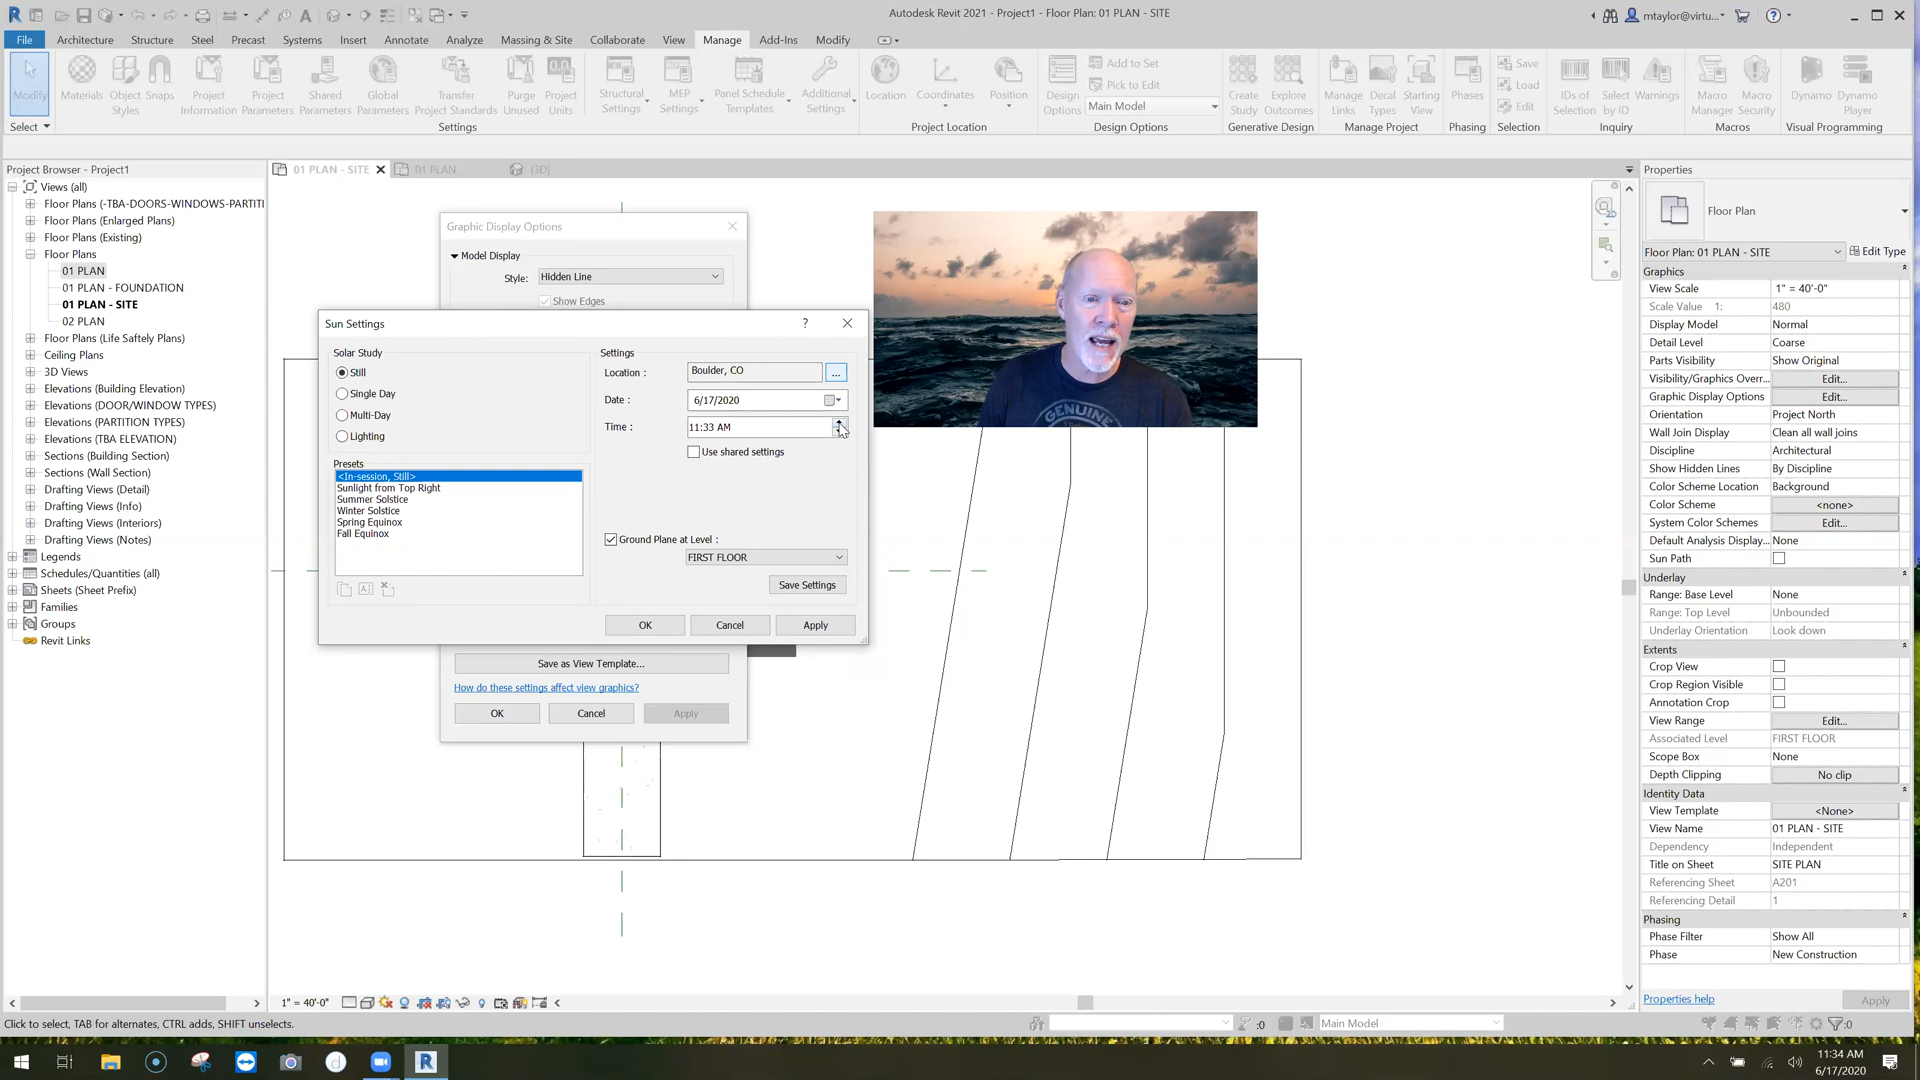 Autodesk Revit 2021 - Project1 - Floor Plan: 01 PLAN - SITE
mtaylor@virtu...
File Architecture Structure Steel Precast Systems Insert Annotate Analyze Massing & Site Collaborate View Manage Add-Ins Modify
Modify
Materials
Object Styles
Snaps
Project Information
Project Parameters
Shared Parameters
Global Parameters
Transfer Project Standards
Purge Unused
Project Units
Structural Settings
MEP Settings
Panel Schedule Templates
Additional Settings
Location
Coordinates
Position
Design Options
Add to Set
Pick to Edit
Main Model
Create Study
Explore Outcomes
Manage Links
Decal Types
Starting View
Phases
Save
Load
Edit
IDs of Selection
Select by ID
Warnings
Macro Manager
Macro Security
Dynamo
Dynamo Player
Select
Settings
Project Location
Design Options
Generative Design
Manage Project
Phasing
Selection
Inquiry
Macros
Visual Programming
Project Browser - Project1
Views (all)
Floor Plans (-TBA-DOORS-WINDOWS-PARTITI
Floor Plans (Enlarged Plans)
Floor Plans (Existing)
Floor Plans
01 PLAN
01 PLAN - FOUNDATION
01 PLAN - SITE
02 PLAN
Floor Plans (Life Saftely Plans)
Ceiling Plans
3D Views
Elevations (Building Elevation)
Elevations (DOOR/WINDOW TYPES)
Elevations (PARTITION TYPES)
Elevations (TBA ELEVATION)
Sections (Building Section)
Sections (Wall Section)
Drafting Views (Detail)
Drafting Views (Info)
Drafting Views (Interiors)
Drafting Views (Notes)
Legends
Schedules/Quantities (all)
Sheets (Sheet Prefix)
Families
Groups
Revit Links
01 PLAN - SITE
01 PLAN
{3D}
Graphic Display Options
Model Display
Style: Hidden Line
Show Edges
Sun Settings
Solar Study
Still
Single Day
Multi-Day
Lighting
Presets
<In-session, Still>
Sunlight from Top Right
Summer Solstice
Winter Solstice
Spring Equinox
Fall Equinox
Settings
Location : Boulder, CO ...
Date : 6/17/2020
Time : 11:33 AM
Use shared settings
Ground Plane at Level :
FIRST FLOOR
Save Settings
OK Cancel Apply
Save as View Template...
How do these settings affect view graphics?
OK Cancel Apply
GENUINE
Properties
Floor Plan
Floor Plan: 01 PLAN - SITE Edit Type
Graphics
View Scale 1" = 40'-0"
Scale Value 1: 480
Display Model Normal
Detail Level Coarse
Parts Visibility Show Original
Visibility/Graphics Overr... Edit...
Graphic Display Options Edit...
Orientation Project North
Wall Join Display Clean all wall joins
Discipline Architectural
Show Hidden Lines By Discipline
Color Scheme Location Background
Color Scheme <none>
System Color Schemes Edit...
Default Analysis Display... None
Sun Path
Underlay
Range: Base Level None
Range: Top Level Unbounded
Underlay Orientation Look down
Extents
Crop View
Crop Region Visible
Annotation Crop
View Range Edit...
Associated Level FIRST FLOOR
Scope Box None
Depth Clipping No clip
Identity Data
View Template <None>
View Name 01 PLAN - SITE
Dependency Independent
Title on Sheet SITE PLAN
Referencing Sheet A201
Referencing Detail 1
Phasing
Phase Filter Show All
Phase New Construction
Properties help Apply
1" = 40'-0"
Click to select, TAB for alternates, CTRL adds, SHIFT unselects.
:0
Main Model
:0
11:34 AM
6/17/2020